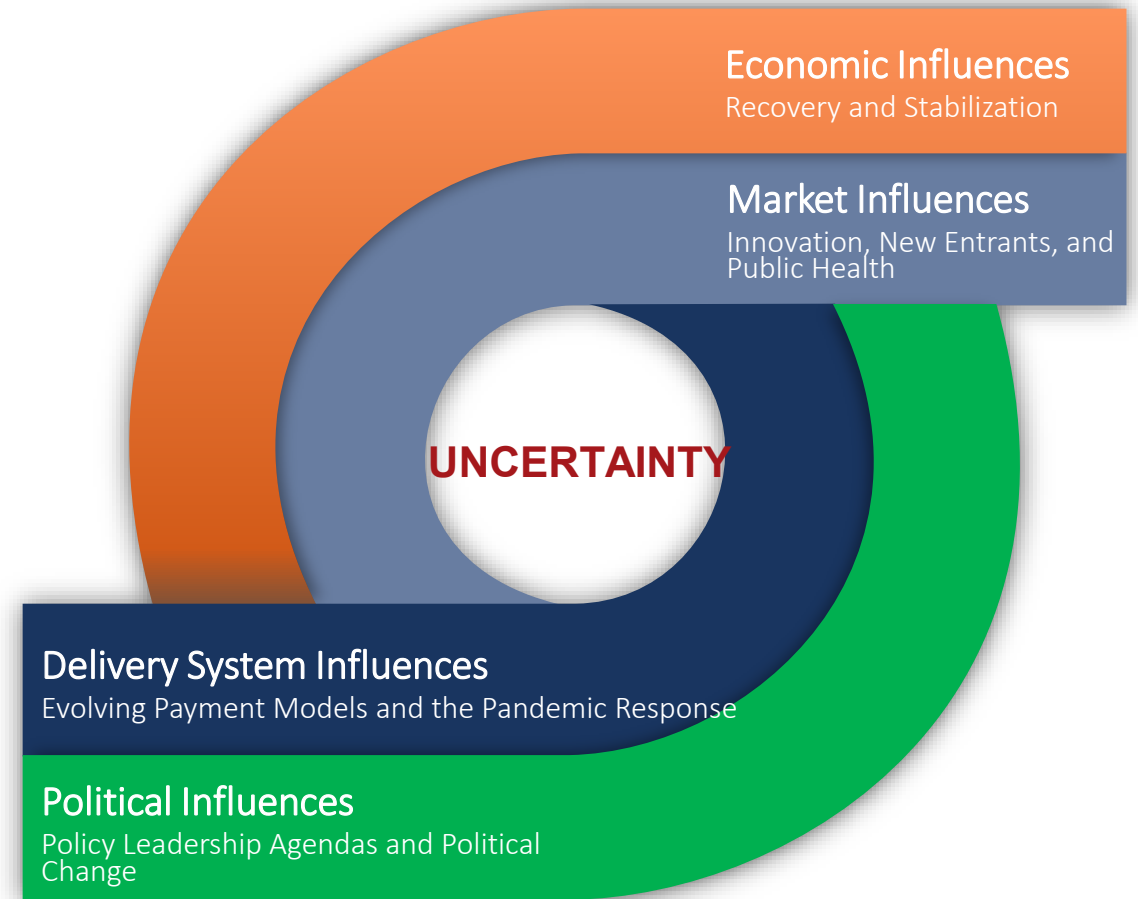 Economic Influences
Recovery and Stabilization
Market Influences
Innovation, New Entrants, and
Public Health
UNCERTAINTY
Delivery System Influences
Evolving Payment Models and the Pandemic Response
Political Influences
Policy Leadership Agendas and Political
Change